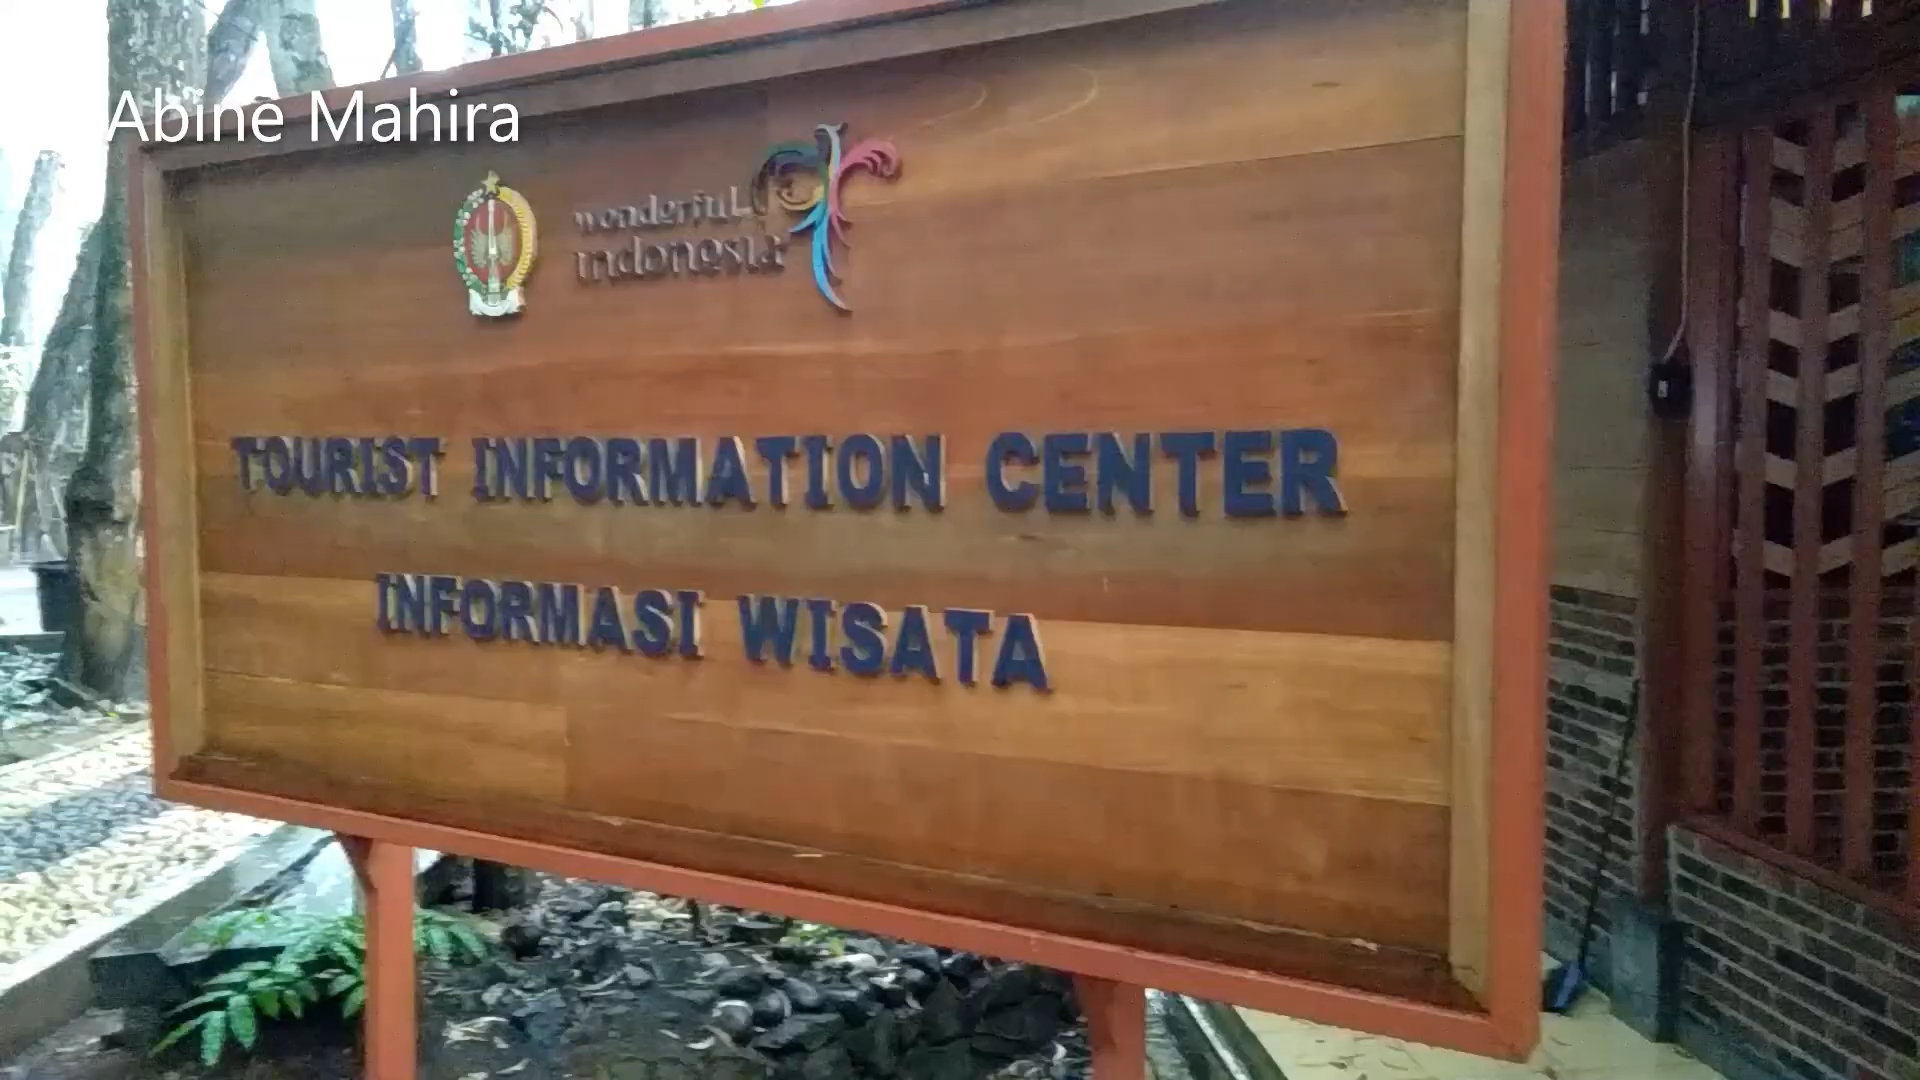 Abine Mahira
wonderful
indonesia
TOURIST INFORMATION CENTER
INFORMASI WISATA